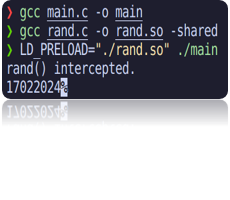 ❯ gcc main.c -o main
❯ gcc rand.c -o rand.so -shared
❯ LD_PRELOAD="./rand.so" ./main
rand() intercepted.
17022024%